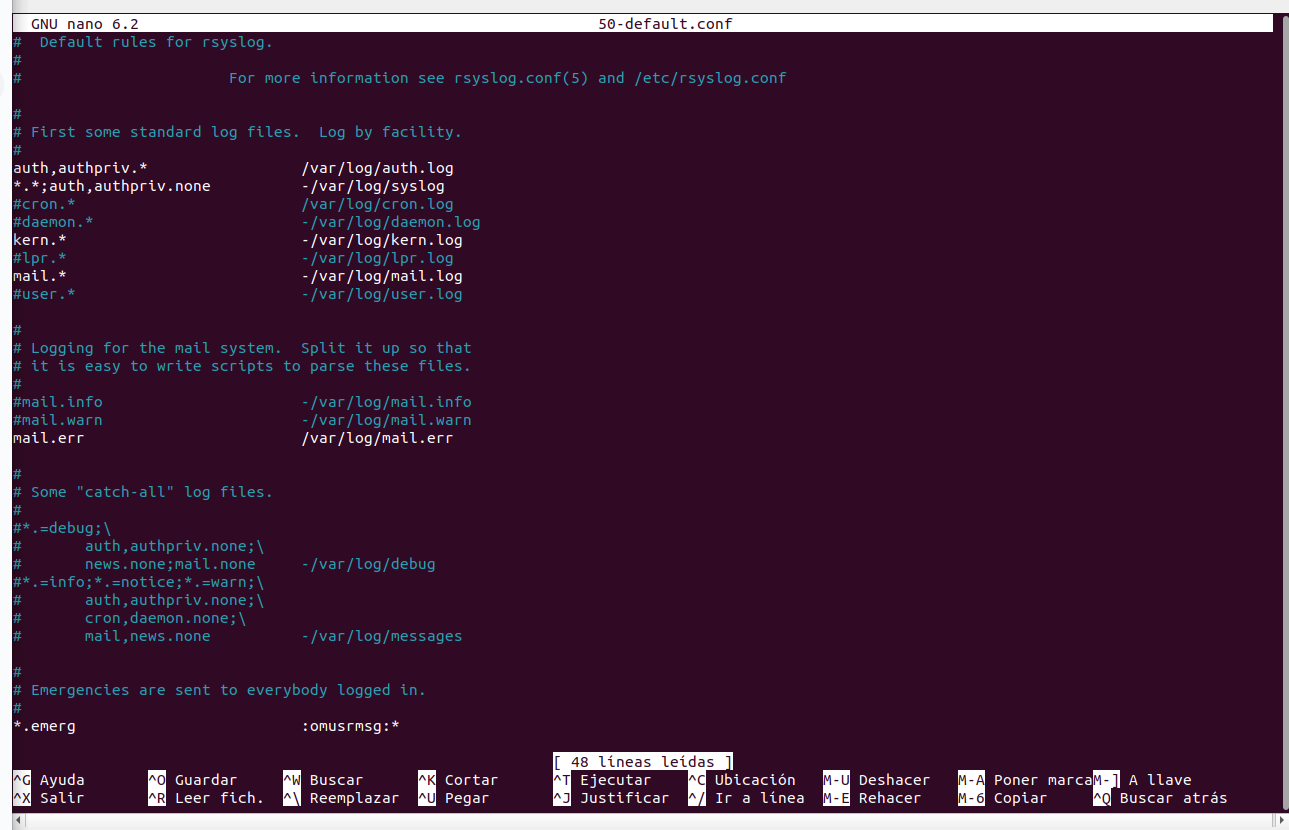 GNU nano 6.2 50-default.conf
#  Default rules for rsyslog.
#
#                       For more information see rsyslog.conf(5) and /etc/rsyslog.conf

#
# First some standard log files.  Log by facility.
#
auth,authpriv.*                 /var/log/auth.log
*.*;auth,authpriv.none          -/var/log/syslog
#cron.*                         /var/log/cron.log
#daemon.*                       -/var/log/daemon.log
kern.*                          -/var/log/kern.log
#lpr.*                          -/var/log/lpr.log
mail.*                          -/var/log/mail.log
#user.*                         -/var/log/user.log

#
# Logging for the mail system.  Split it up so that
# it is easy to write scripts to parse these files.
#
#mail.info                      -/var/log/mail.info
#mail.warn                      -/var/log/mail.warn
mail.err                        /var/log/mail.err

#
# Some "catch-all" log files.
#
#*.=debug;\
#       auth,authpriv.none;\
#       news.none;mail.none     -/var/log/debug
#*.=info;*.=notice;*.=warn;\
#       auth,authpriv.none;\
#       cron,daemon.none;\
#       mail,news.none          -/var/log/messages

#
# Emergencies are sent to everybody logged in.
#
*.emerg                         :omusrmsg:*

[ 48 líneas leídas ]
^G Ayuda ^O Guardar ^W Buscar ^K Cortar ^T Ejecutar ^C Ubicación M-U Deshacer M-A Poner marca M-] A llave
^X Salir ^R Leer fich. ^\ Reemplazar ^U Pegar ^J Justificar ^/ Ir a línea M-E Rehacer M-6 Copiar ^Q Buscar atrás